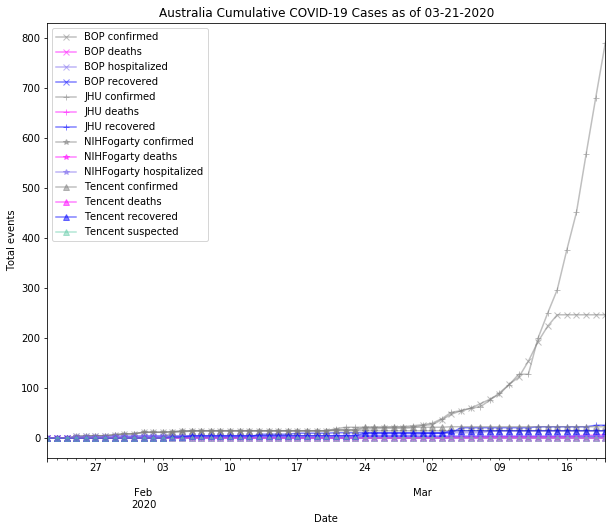 Australia Cumulative COVID-19 Cases as of 03-21-2020
BOP confirmed
BOP deaths
BOP hospitalized
BOP recovered
JHU confirmed
JHU deaths
JHU recovered
NIHFogarty confirmed
NIHFogarty deaths
NIHFogarty hospitalized
Tencent confirmed
Tencent deaths
Tencent recovered
Tencent suspected
Total events
800
700
600
500
400
300
200
100
0
27 03 10 17 24 02 09 16
Feb Mar
2020
Date